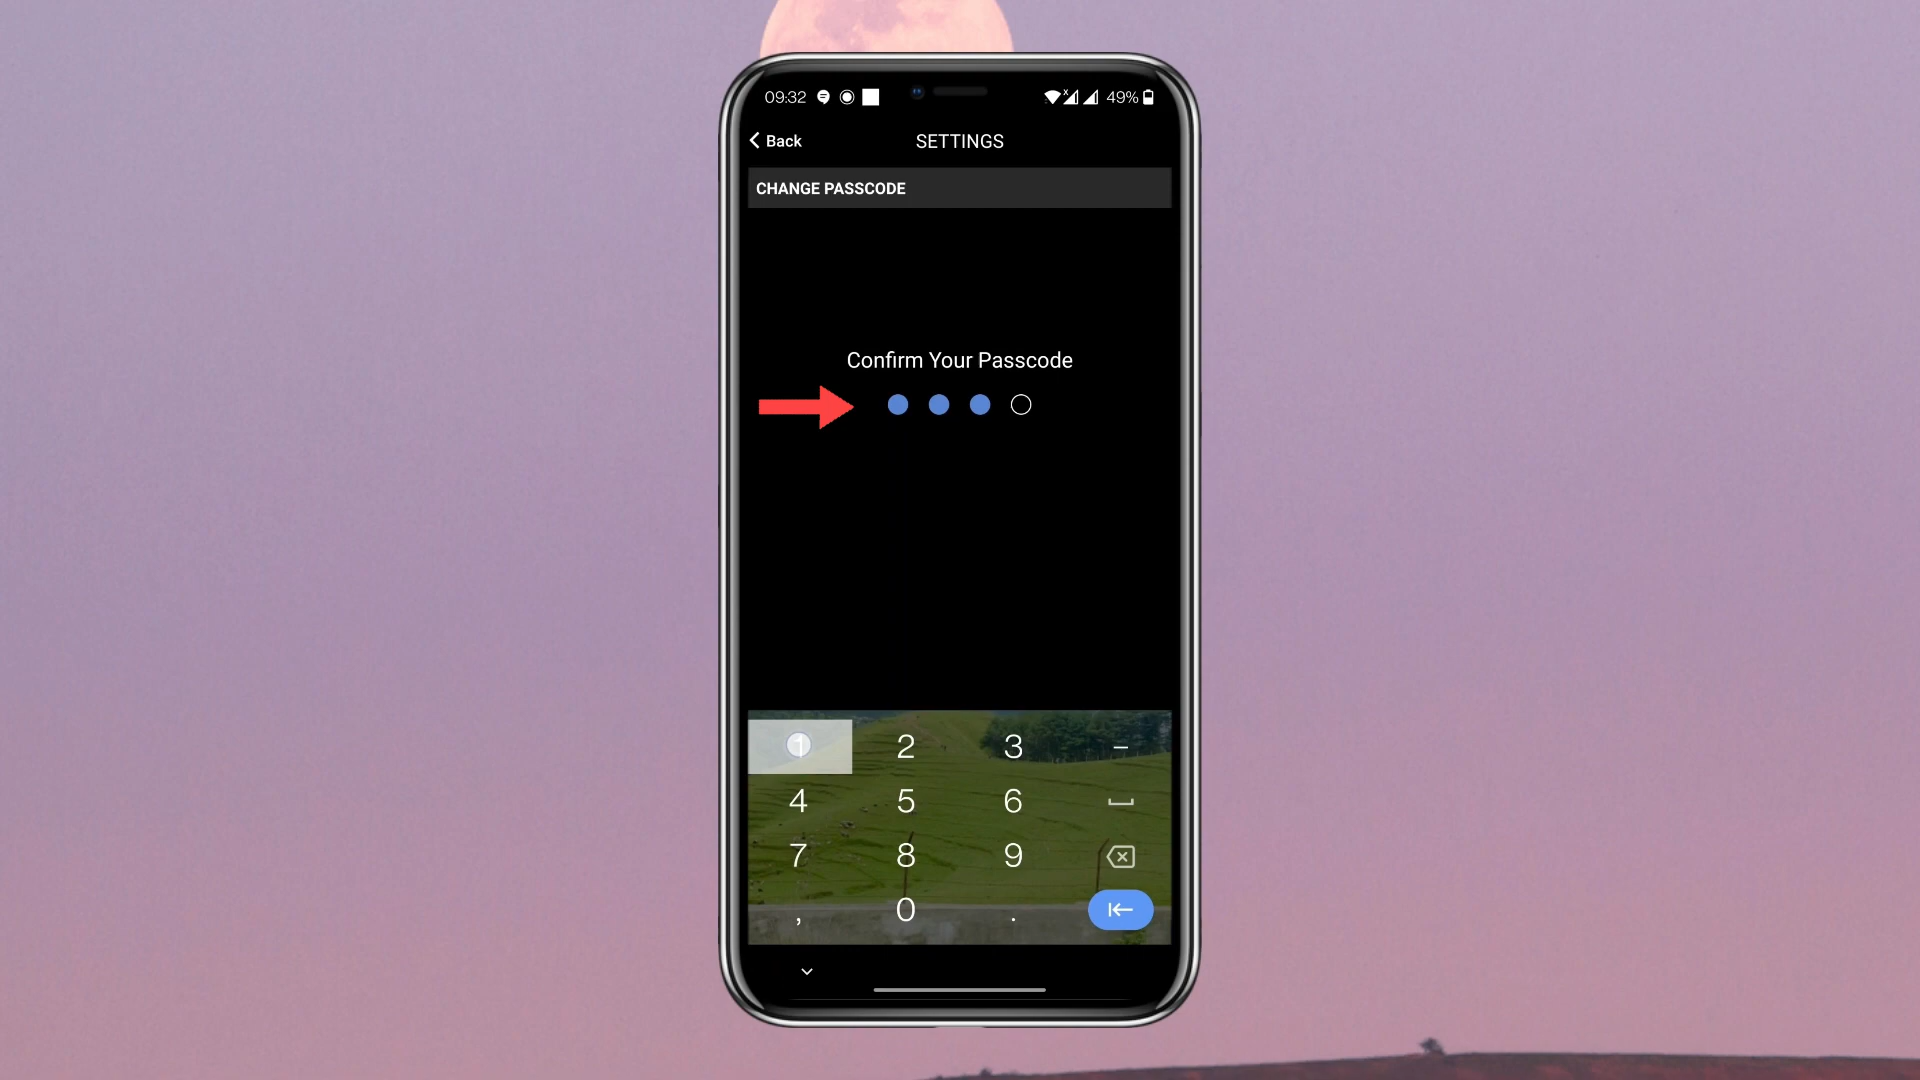 09:32 49%
Back SETTINGS
CHANGE PASSCODE
Confirm Your Passcode
1 2 3 –
4 5 6
7 8 9
, 0 .